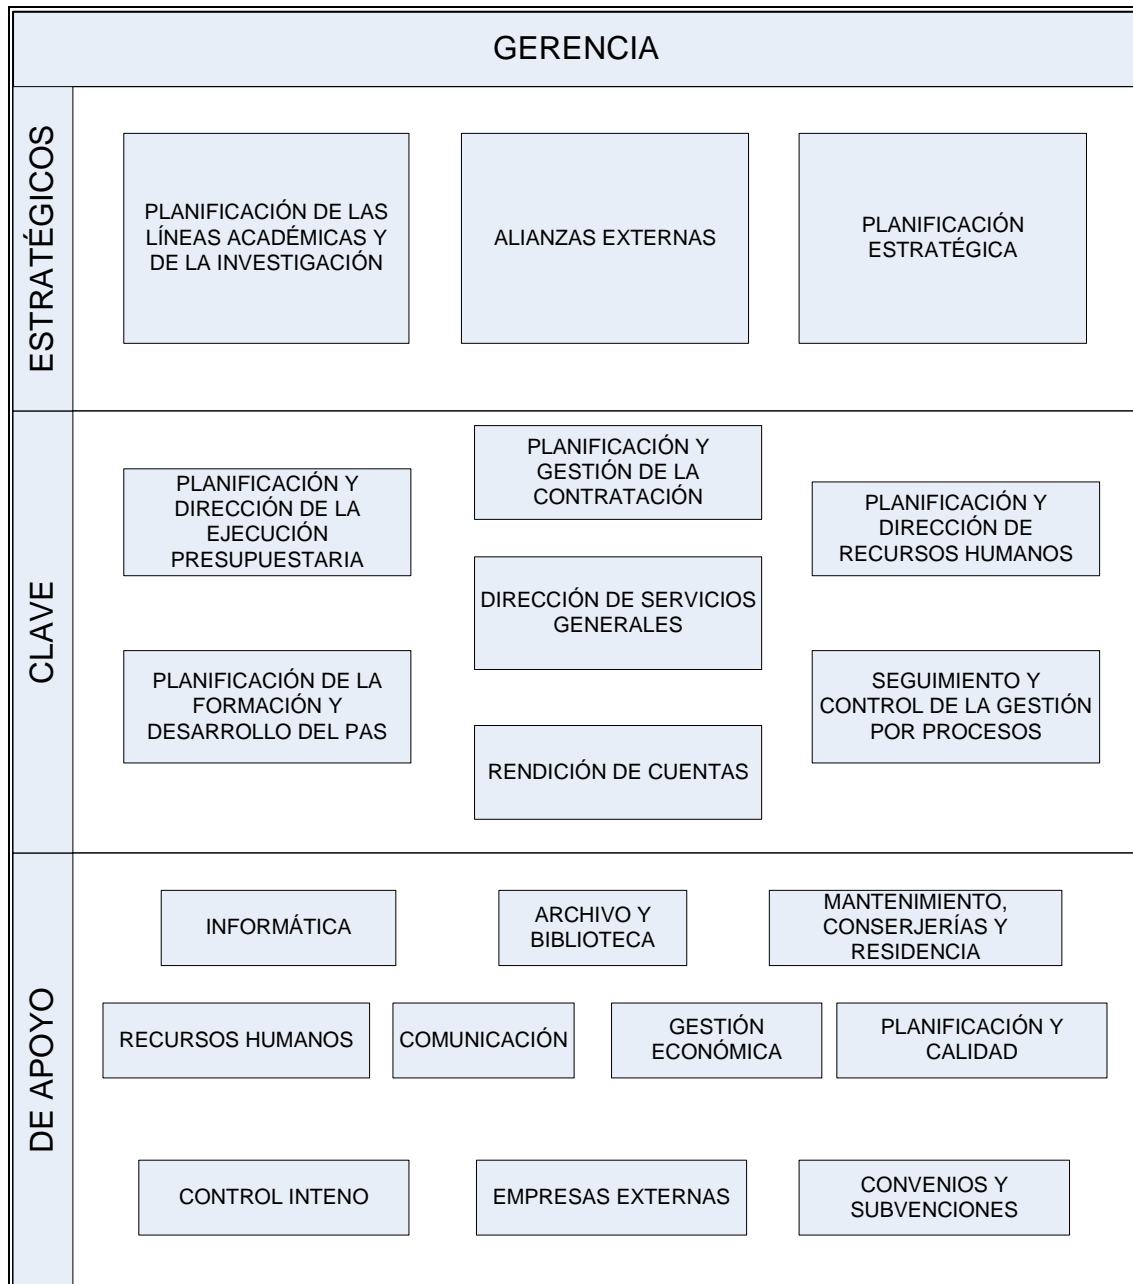 GERENCIA
ESTRATÉGICOS
PLANIFICACIÓN DE LAS
LÍNEAS ACADÉMICAS Y
DE LA INVESTIGACIÓN
ALIANZAS EXTERNAS
PLANIFICACIÓN
ESTRATÉGICA
CLAVE
PLANIFICACIÓN Y
DIRECCIÓN DE LA
EJECUCIÓN
PRESUPUESTARIA
PLANIFICACIÓN Y
GESTIÓN DE LA
CONTRATACIÓN
PLANIFICACIÓN Y
DIRECCIÓN DE
RECURSOS HUMANOS
DIRECCIÓN DE SERVICIOS
GENERALES
PLANIFICACIÓN DE LA
FORMACIÓN Y
DESARROLLO DEL PAS
SEGUIMIENTO Y
CONTROL DE LA GESTIÓN
POR PROCESOS
RENDICIÓN DE CUENTAS
DE APOYO
INFORMÁTICA
ARCHIVO Y
BIBLIOTECA
MANTENIMIENTO,
CONSERJERÍAS Y
RESIDENCIA
RECURSOS HUMANOS
COMUNICACIÓN
GESTIÓN
ECONÓMICA
PLANIFICACIÓN Y
CALIDAD
CONTROL INTENO
EMPRESAS EXTERNAS
CONVENIOS Y
SUBVENCIONES